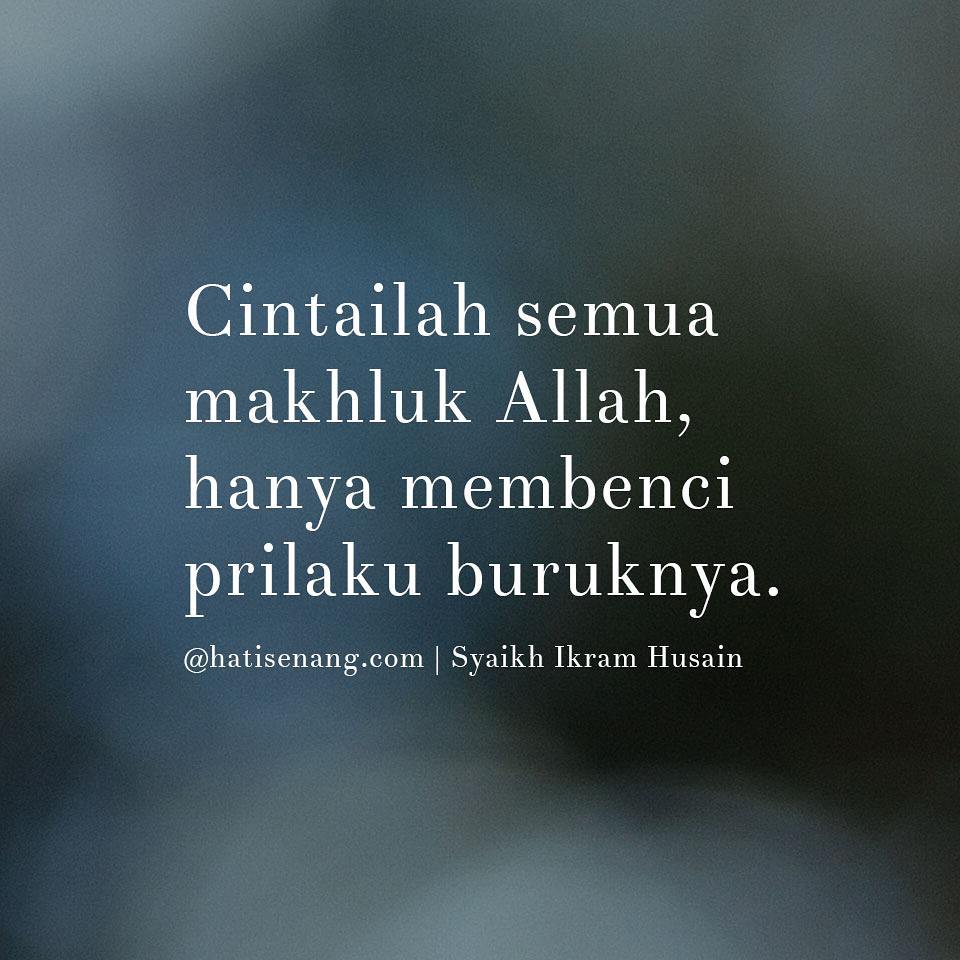 Cintailah semua
makhluk Allah,
hanya membenci
prilaku buruknya.
@hatisenang.com | Syaikh Ikram Husain